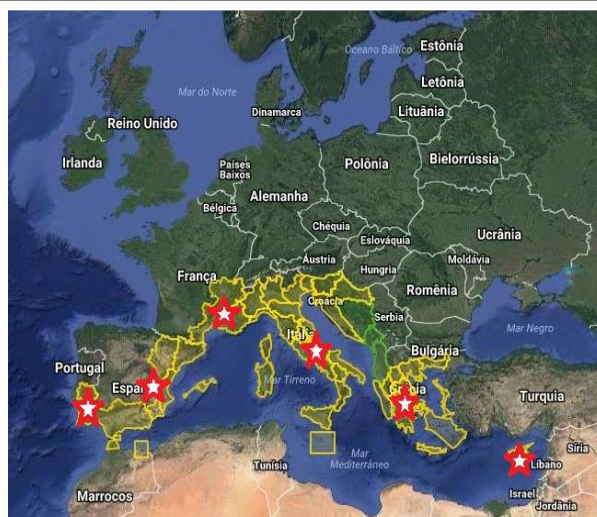 Oceano Báltico
Estônia
Letônia
Mar do Norte
Dinamarca
Lituânia
Reino Unido
Irlanda
Países
Baixos
Polônia
Bielorrússia
Alemanha
Bélgica
Chéquia
Ucrânia
Eslováquia
Áustria
Moldávia
França
Hungria
Romênia
Croácia
Serbia
Mar Negro
Itália
Bulgária
Portugal
Mar Tirreno
Grécia
Turquia
Síria
Líbano
Mar
Mediterrâneo
Tunísia
Israel
Marrocos
Jordânia